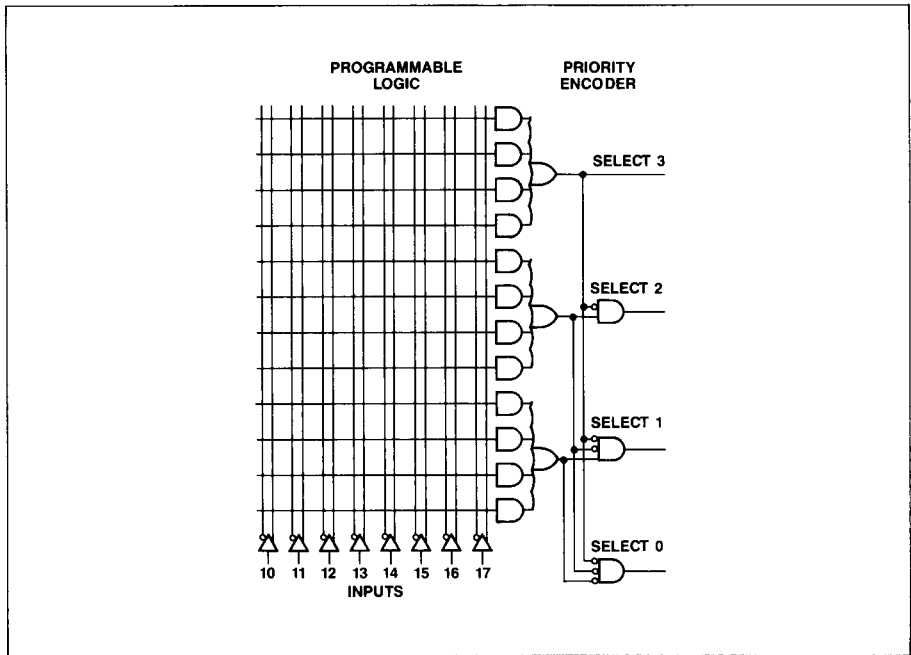 PROGRAMMABLE
LOGIC
PRIORITY
ENCODER
SELECT 3
SELECT 2
SELECT 1
SELECT 0
10 11 12 13 14 15 16 17
INPUTS